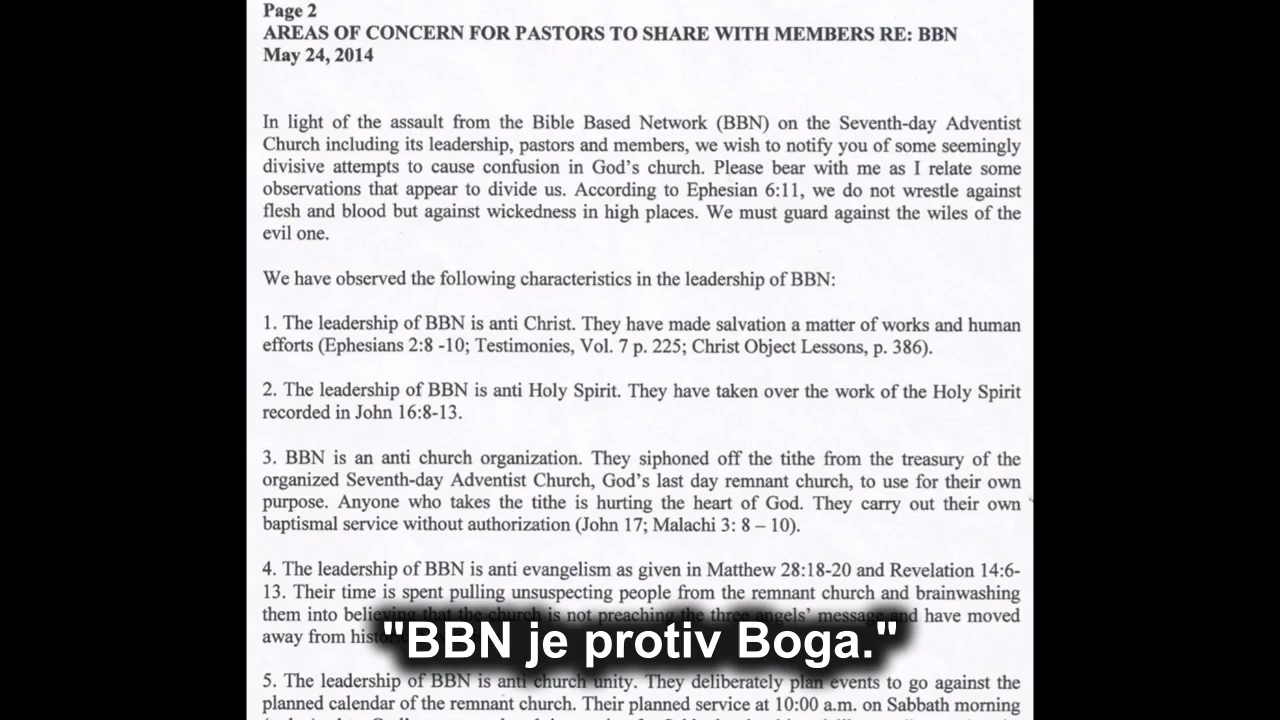 Page 2
AREAS OF CONCERN FOR PASTORS TO SHARE WITH MEMBERS RE: BBN
May 24, 2014
In light of the assault from the Bible Based Network (BBN) on the Seventh-day Adventist
Church including its leadership, pastors and members, we wish to notify you of some seemingly
divisive attempts to cause confusion in God's church. Please bear with me as I relate some
observations that appear to divide us. According to Ephesian 6:11, we do not wrestle against
flesh and blood but against wickedness in high places. We must guard against the wiles of the
evil one.
We have observed the following characteristics in the leadership of BBN:
1. The leadership of BBN is anti Christ. They have made salvation a matter of works and human
efforts (Ephesians 2:8 -10; Testimonies, Vol. 7 p. 225; Christ Object Lessons, p. 386).
2. The leadership of BBN is anti Holy Spirit. They have taken over the work of the Holy Spirit
recorded in John 16:8-13.
3. BBN is an anti church organization. They siphoned off the tithe from the treasury of the
organized Seventh-day Adventist Church, God's last day remnant church, to use for their own
purpose. Anyone who takes the tithe is hurting the heart of God. They carry out their own
baptismal service without authorization (John 17; Malachi 3: 8 – 10).
4. The leadership of BBN is anti evangelism as given in Matthew 28:18-20 and Revelation 14:6-
13. Their time is spent pulling unsuspecting people from the remnant church and brainwashing
them into believing that the church is not preaching the three angels' message and have moved
away from
"BBN je protiv Boga."
5. The leadership of BBN is anti church unity. They deliberately plan events to go against the
planned calendar of the remnant church. Their planned service at 10:00 a.m. on Sabbath morning